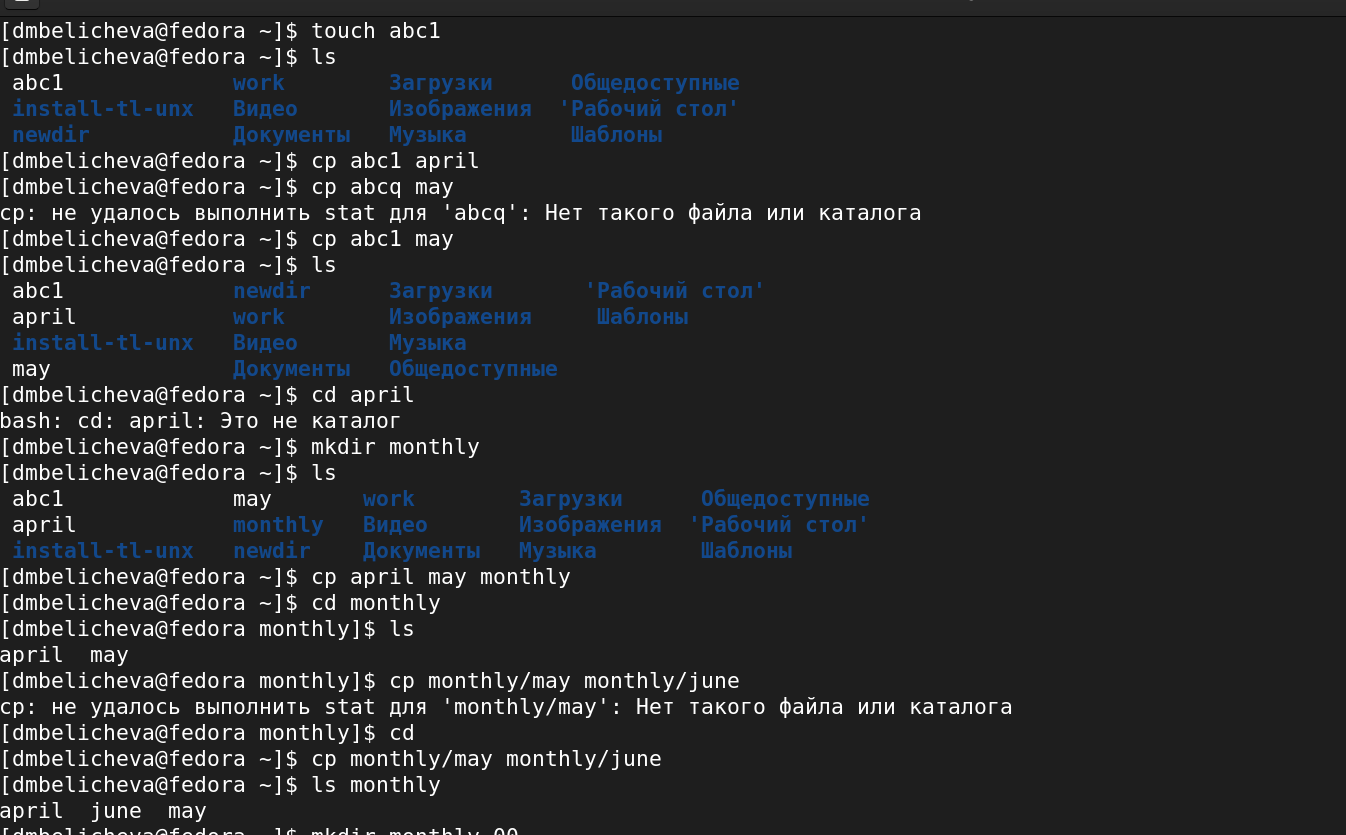 [dmbelicheva@fedora ~]$ touch abc1
[dmbelicheva@fedora ~]$ ls
abc1 work Загрузки Общедоступные
install-tl-unx Видео Изображения 'Рабочий стол'
newdir Документы Музыка Шаблоны
[dmbelicheva@fedora ~]$ cp abc1 april
[dmbelicheva@fedora ~]$ cp abcq may
cp: не удалось выполнить stat для 'abcq': Нет такого файла или каталога
[dmbelicheva@fedora ~]$ cp abc1 may
[dmbelicheva@fedora ~]$ ls
abc1 newdir Загрузки 'Рабочий стол'
april work Изображения Шаблоны
install-tl-unx Видео Музыка
may Документы Общедоступные
[dmbelicheva@fedora ~]$ cd april
bash: cd: april: Это не каталог
[dmbelicheva@fedora ~]$ mkdir monthly
[dmbelicheva@fedora ~]$ ls
abc1 may work Загрузки Общедоступные
april monthly Видео Изображения 'Рабочий стол'
install-tl-unx newdir Документы Музыка Шаблоны
[dmbelicheva@fedora ~]$ cp april may monthly
[dmbelicheva@fedora ~]$ cd monthly
[dmbelicheva@fedora monthly]$ ls
april may
[dmbelicheva@fedora monthly]$ cp monthly/may monthly/june
cp: не удалось выполнить stat для 'monthly/may': Нет такого файла или каталога
[dmbelicheva@fedora monthly]$ cd
[dmbelicheva@fedora ~]$ cp monthly/may monthly/june
[dmbelicheva@fedora ~]$ ls monthly
april june may
[dmbelicheva@fedora ~]$ mkdir